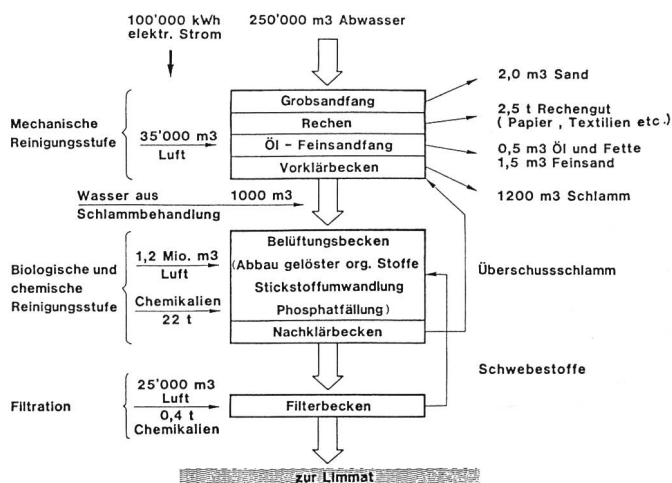 100'000 kWh
elektr. Strom
250'000 m3 Abwasser
Mechanische
Reinigungsstufe
35'000 m3
Luft
Grobsandfang
Rechen
Öl - Feinsandfang
Vorklärbecken
2,0 m3 Sand
2,5 t Rechengut
( Papier , Textilien etc.)
0,5 m3 Öl und Fette
1,5 m3 Feinsand
1200 m3 Schlamm
Wasser aus 1000 m3
Schlammbehandlung
Biologische und
chemische
Reinigungsstufe
1,2 Mio. m3
Luft
Chemikalien
22 t
Belüftungsbecken
(Abbau gelöster org. Stoffe
Stickstoffumwandlung
Phosphatfällung)
Nachklärbecken
Überschussschlamm
Schwebestoffe
Filtration
25'000 m3
Luft
0,4 t
Chemikalien
Filterbecken
zur Limmat